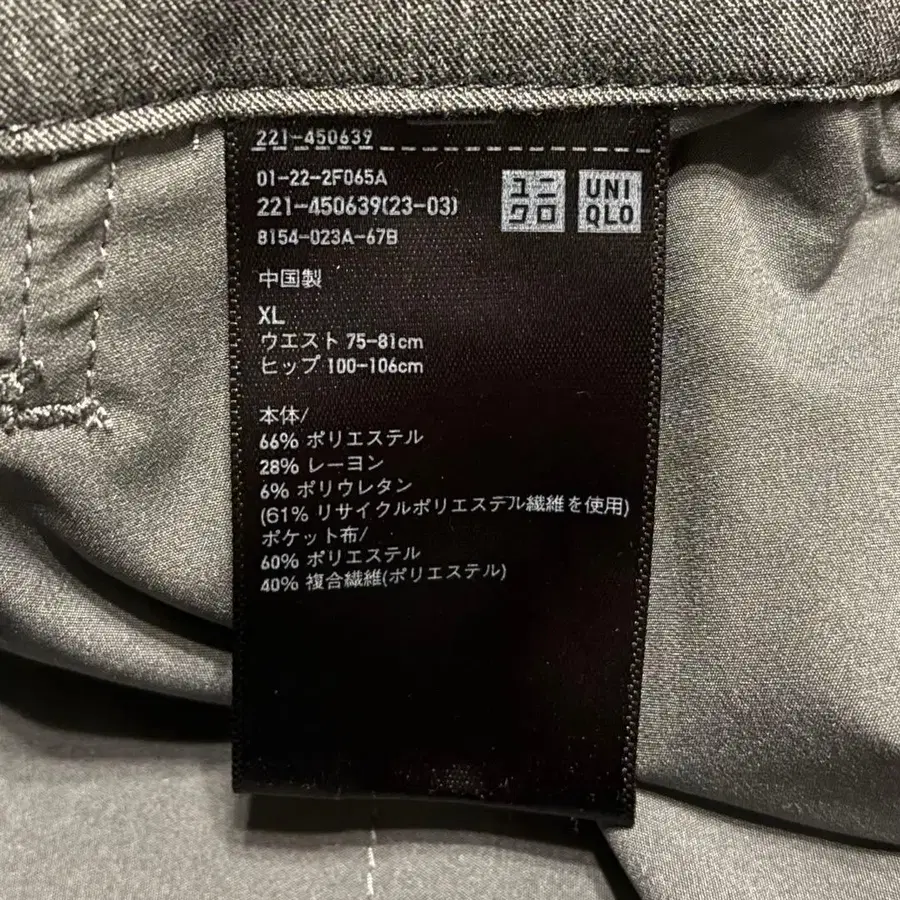 221-450639
01-22-2F065A
221-450639(23-03)
8154-023A-67B
ユニ
クロ
UNI
QLO
中国製
XL
ウエスト 75-81cm
ヒップ 100-106cm
本体/
66% ポリエステル
28% レーヨン
6% ポリウレタン
(61% リサイクルポリエステル繊維を使用)
ポケット布/
60% ポリエステル
40% 複合繊維(ポリエステル)